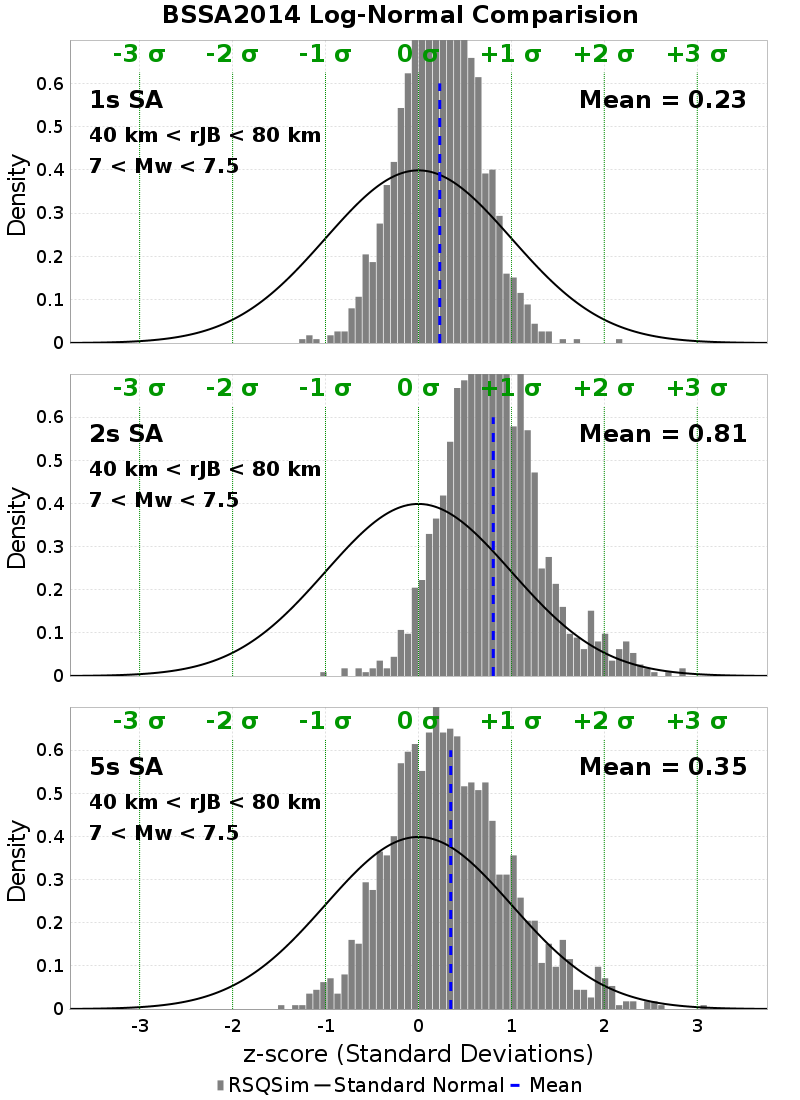 BSSA2014 Log-Normal Comparision
-3 σ -2 σ -1 σ 0 σ +1 σ +2 σ +3 σ
1s SA Mean = 0.23
40 km < rJB < 80 km
7 < Mw < 7.5
Density
0.6
0.5
0.4
0.3
0.2
0.1
0
-3 σ -2 σ -1 σ 0 σ +1 σ +2 σ +3 σ
2s SA Mean = 0.81
40 km < rJB < 80 km
7 < Mw < 7.5
Density
0.6
0.5
0.4
0.3
0.2
0.1
0
-3 σ -2 σ -1 σ 0 σ +1 σ +2 σ +3 σ
5s SA Mean = 0.35
40 km < rJB < 80 km
7 < Mw < 7.5
Density
0.6
0.5
0.4
0.3
0.2
0.1
0
-3 -2 -1 0 1 2 3
z-score (Standard Deviations)
RSQSim Standard Normal Mean